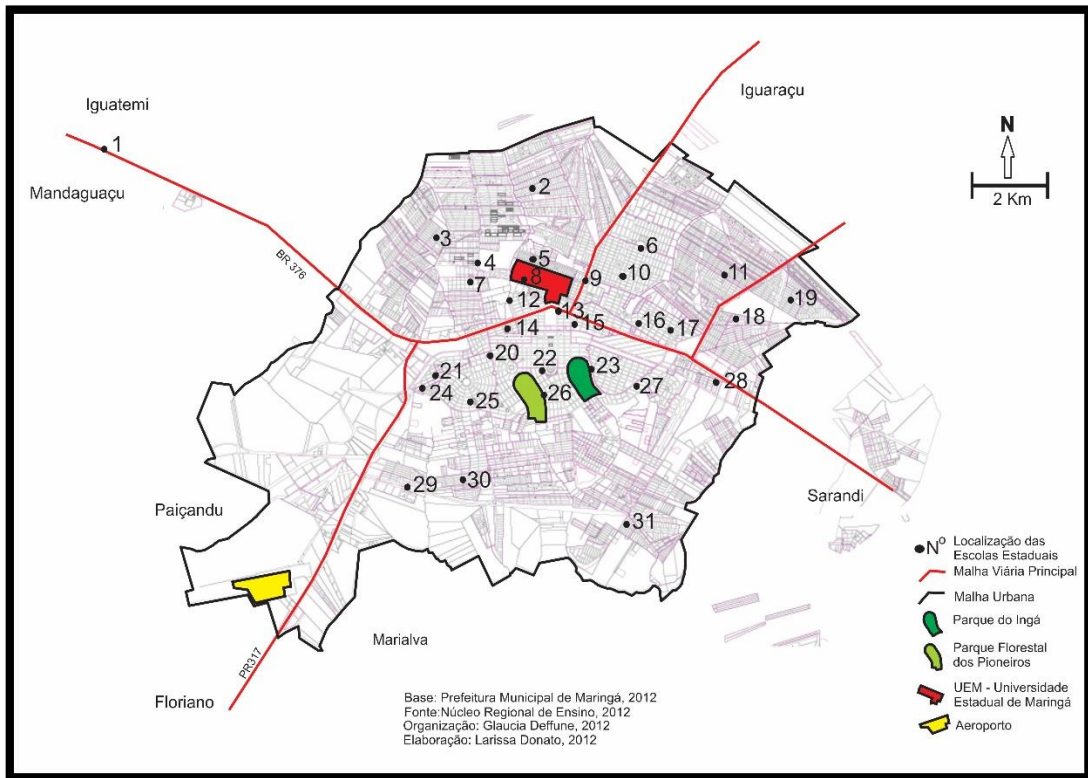 Iguatemi
Iguaraçu
1
N
Mandaguaçu
2
2 Km
3
6
BR 376
4
5
10
11
7
8
9
12
19
13
18
14
15
16
17
20
22
23
21
28
24
25
26
27
29
30
Sarandi
Paiçandu
31
Nº Localização das
Escolas Estaduais
Malha Viária Principal
Malha Urbana
Parque do Ingá
Marialva
Parque Florestal
dos Pioneiros
PR317
Floriano
UEM - Universidade
Estadual de Maringá
Aeroporto
Base: Prefeitura Municipal de Maringá, 2012
Fonte:Núcleo Regional de Ensino, 2012
Organização: Glaucia Deffune, 2012
Elaboração: Larissa Donato, 2012